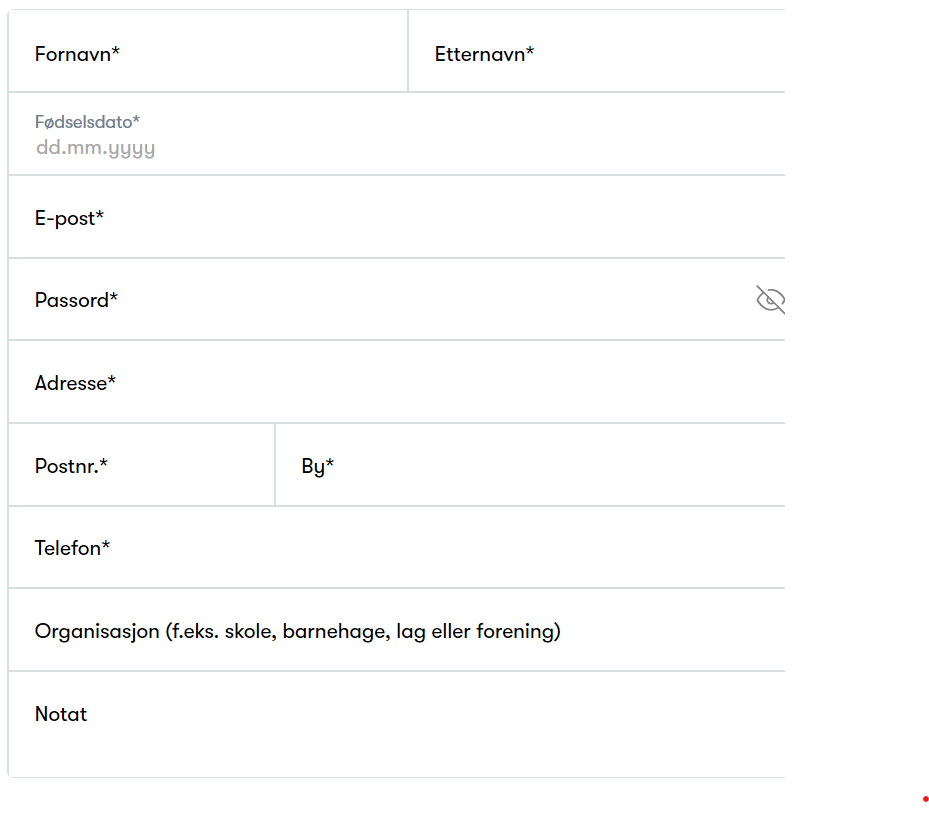 Fornavn*
Etternavn*
Fødselsdato*
dd.mm.yyyy
E-post*
Passord*
Adresse*
Postnr.*
By*
Telefon*
Organisasjon (f.eks. skole, barnehage, lag eller forening)
Notat